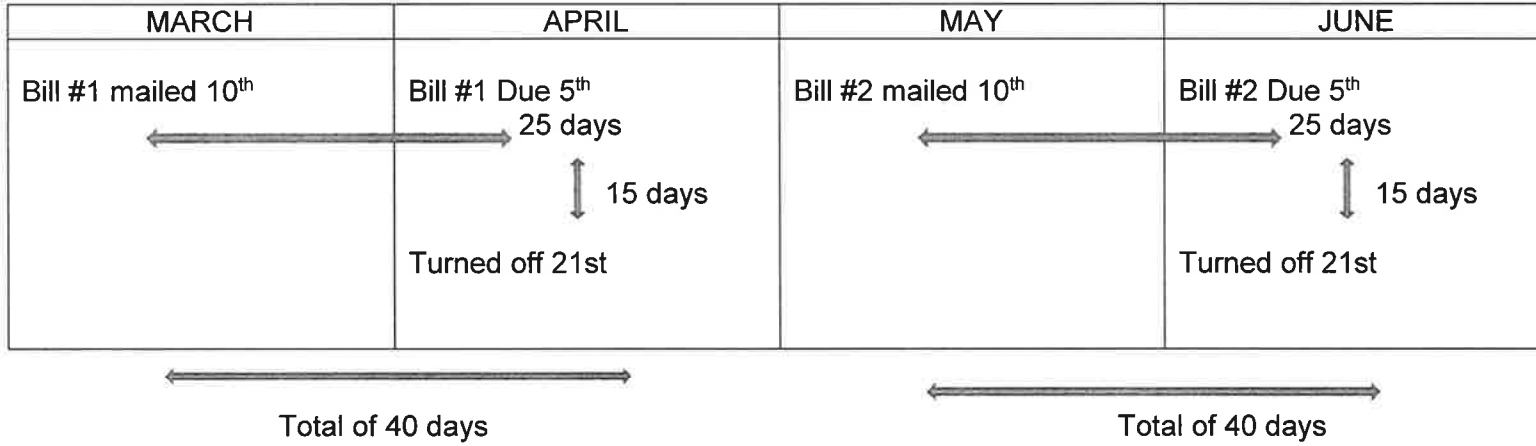 MARCH APRIL MAY JUNE
Bill #1 mailed 10th Bill #1 Due 5th Bill #2 mailed 10th Bill #2 Due 5th
25 days 25 days
15 days 15 days
Turned off 21st Turned off 21st
Total of 40 days Total of 40 days